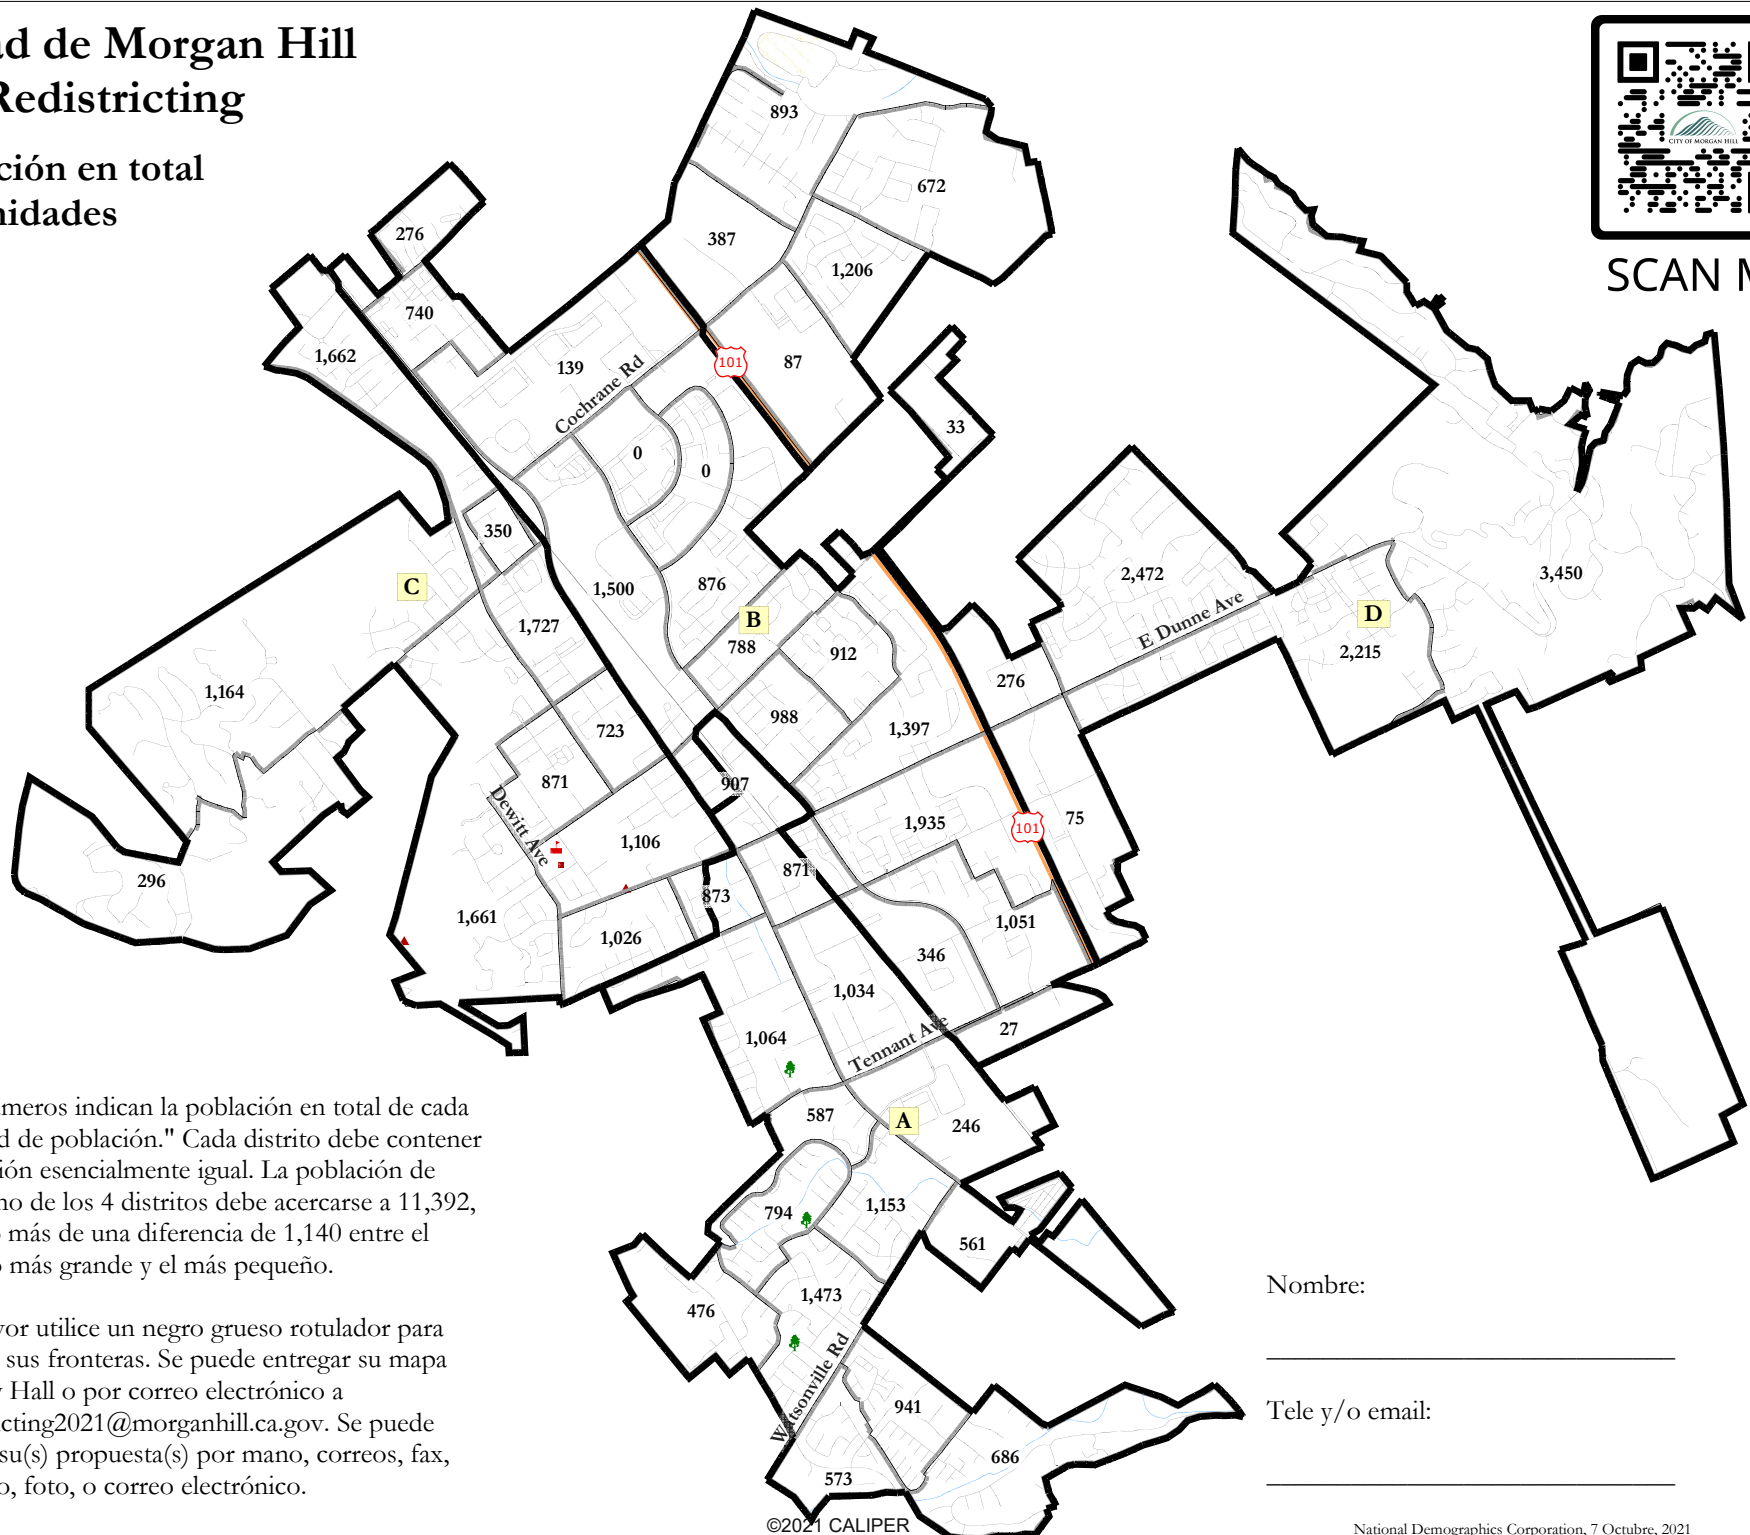 ad de Morgan Hill
Redistricting
ción en total
nidades
CITY OF MORGAN HILL
SCAN M
893
672
276
387
1,206
740
1,662
139
Cochrane Rd
101
87
33
0
0
350
2,472
3,450
C
1,500
876
B
E Dunne Ave
D
1,727
788
912
2,215
1,164
276
988
723
1,397
871
907
Dewitt Ave
1,935
101
75
1,106
871
296
873
1,661
1,026
1,051
346
1,034
1,064
Tennant Ave
27
587
A
246
794
1,153
561
476
1,473
Watsonville Rd
941
686
573
úmeros indican la población en total de cada
d de población." Cada distrito debe contener
ción esencialmente igual. La población de
no de los 4 distritos debe acercarse a 11,392,
o más de una diferencia de 1,140 entre el
o más grande y el más pequeño.
vor utilice un negro grueso rotulador para
sus fronteras. Se puede entregar su mapa
y Hall o por correo electrónico a
icting2021@morganhill.ca.gov. Se puede
su(s) propuesta(s) por mano, correos, fax,
o, foto, o correo electrónico.
Nombre:
Tele y/o email:
©2021 CALIPER
National Demographics Corporation, 7 Octubre, 2021